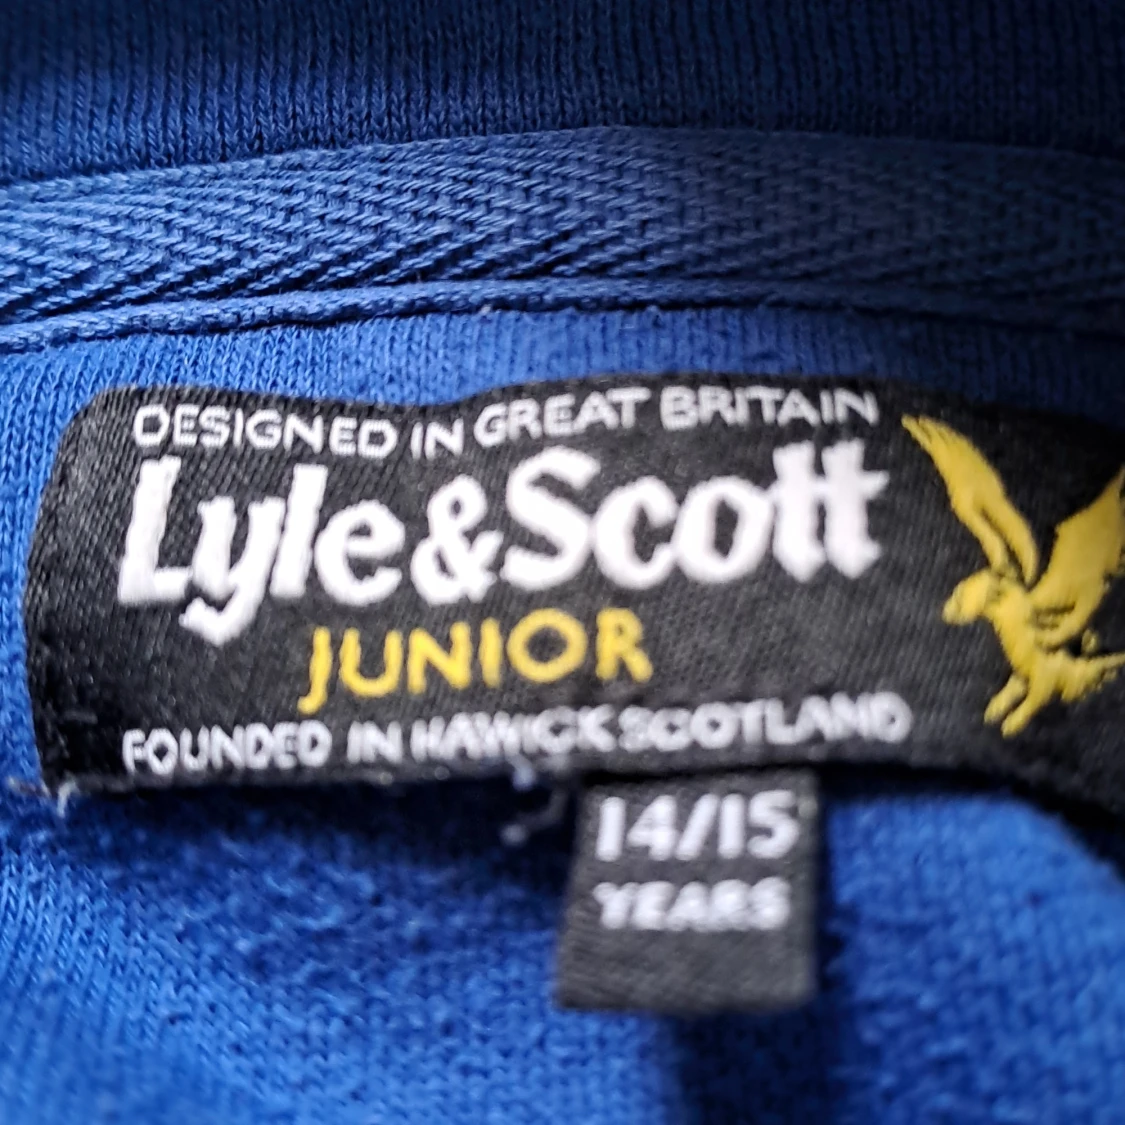 DESIGNED IN GREAT BRITAIN
Lyle & Scott
JUNIOR
FOUNDED IN HAWICK SCOTLAND
14/15
YEARS